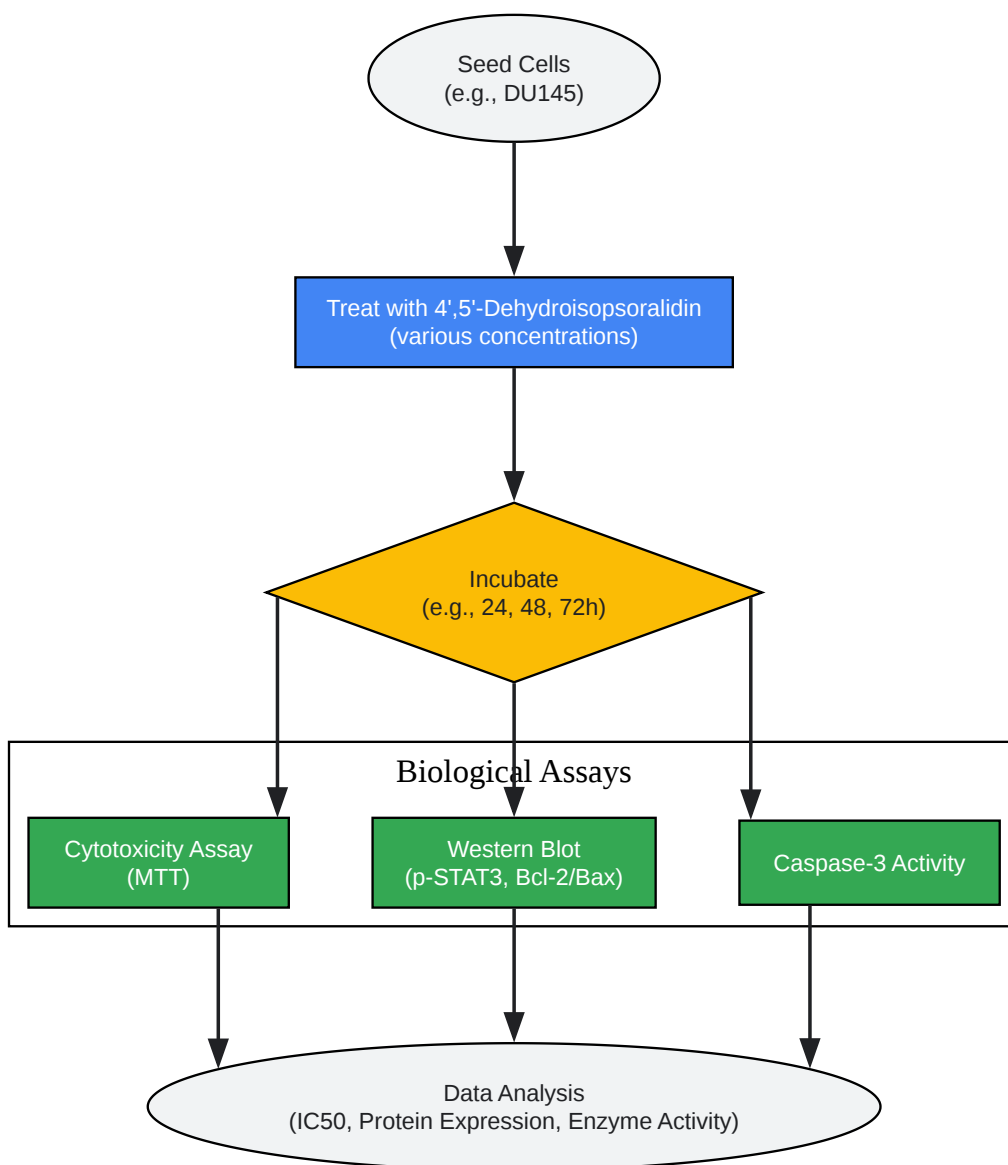 Seed Cells
(e.g., DU145)
Treat with 4',5'-Dehydroisopsoralidin
(various concentrations)
Incubate
(e.g., 24, 48, 72h)
Biological Assays
Cytotoxicity Assay
(MTT)
Western Blot
(p-STAT3, Bcl-2/Bax)
Caspase-3 Activity
Data Analysis
(IC50, Protein Expression, Enzyme Activity)